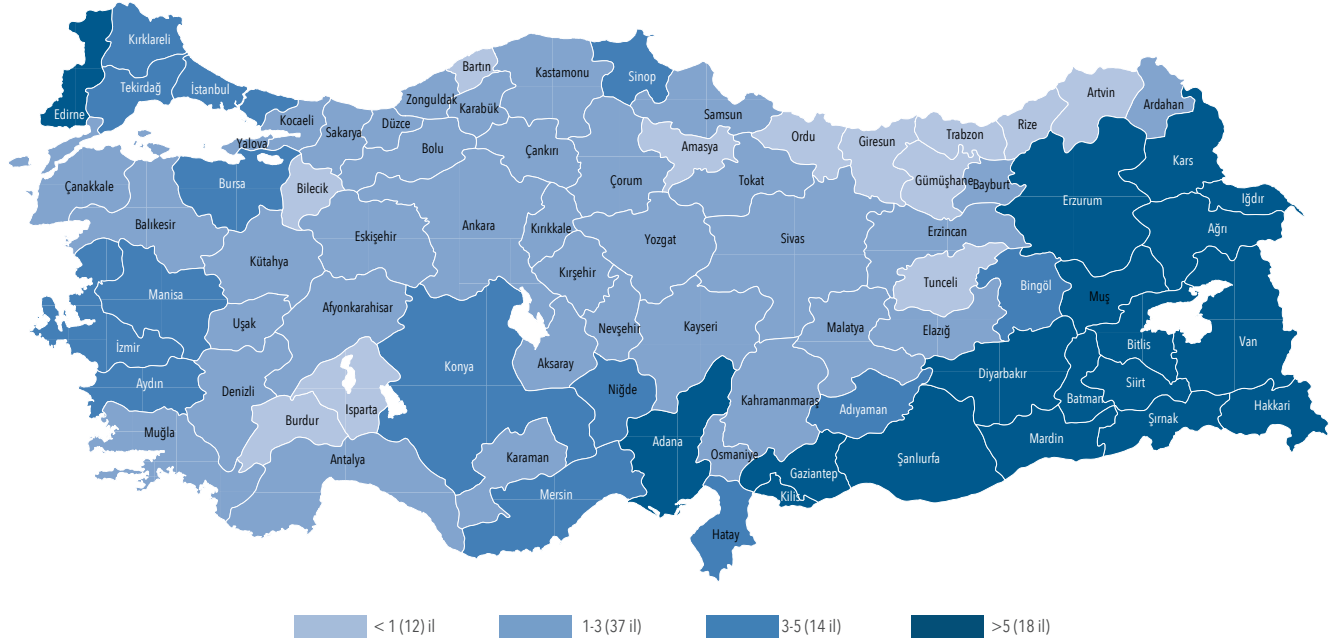 Kırklareli
Tekirdağ
İstanbul
Edirne
Kocaeli
Yalova
Sakarya
Düzce
Zonguldak
Bartın
Karabük
Kastamonu
Sinop
Samsun
Bolu
Çankırı
Çorum
Amasya
Tokat
Ordu
Giresun
Trabzon
Rize
Artvin
Ardahan
Gümüşhane
Bayburt
Kars
Erzurum
Iğdır
Ağrı
Çanakkale
Balıkesir
Bursa
Bilecik
Eskişehir
Kütahya
Ankara
Kırıkkale
Kırşehir
Yozgat
Sivas
Erzincan
Tunceli
Bingöl
Muş
Manisa
Uşak
Afyonkarahisar
İzmir
Aydın
Denizli
Muğla
Burdur
Isparta
Antalya
Konya
Karaman
Mersin
Aksaray
Nevşehir
Niğde
Kayseri
Adana
Osmaniye
Hatay
Kahramanmaraş
Malatya
Elazığ
Adıyaman
Gaziantep
Kilis
Şanlıurfa
Diyarbakır
Mardin
Batman
Bitlis
Siirt
Şırnak
Van
Hakkari
< 1 (12) il
1-3 (37 il)
3-5 (14 il)
>5 (18 il)